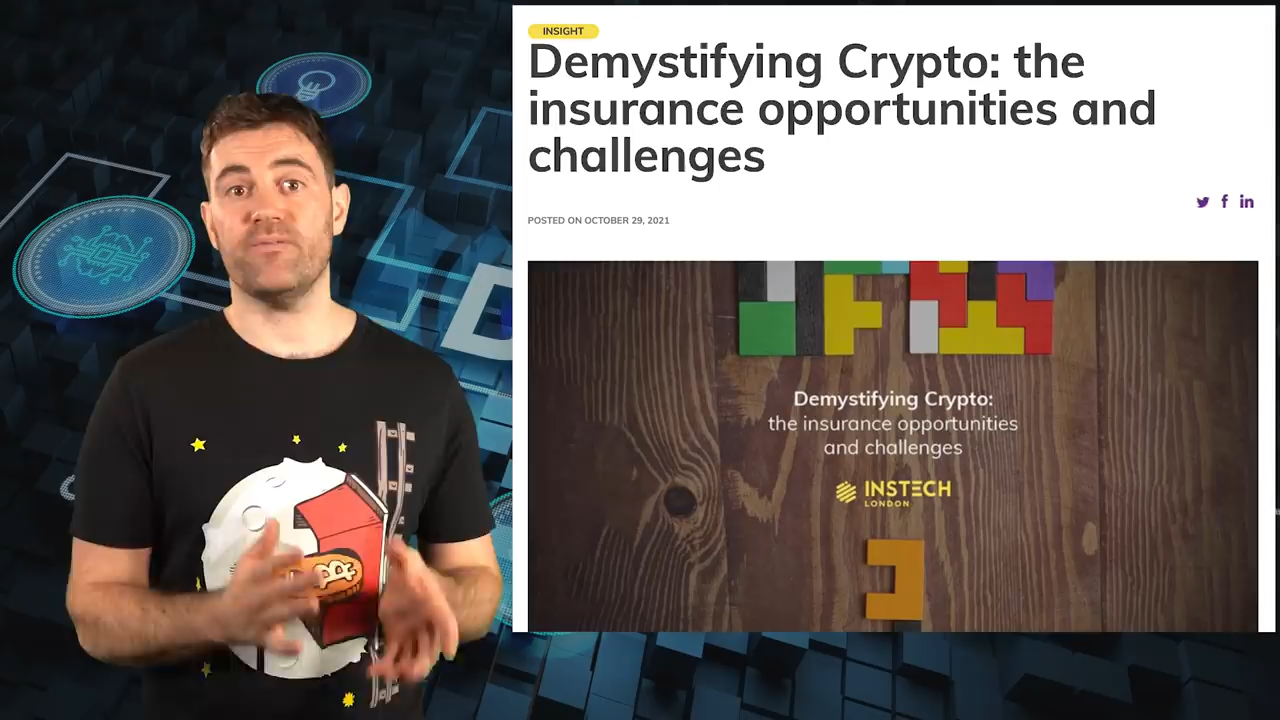 INSIGHT
Demystifying Crypto: the
insurance opportunities and
challenges
POSTED ON OCTOBER 29, 2021
Demystifying Crypto:
the insurance opportunities
and challenges
INSTECH
LONDON